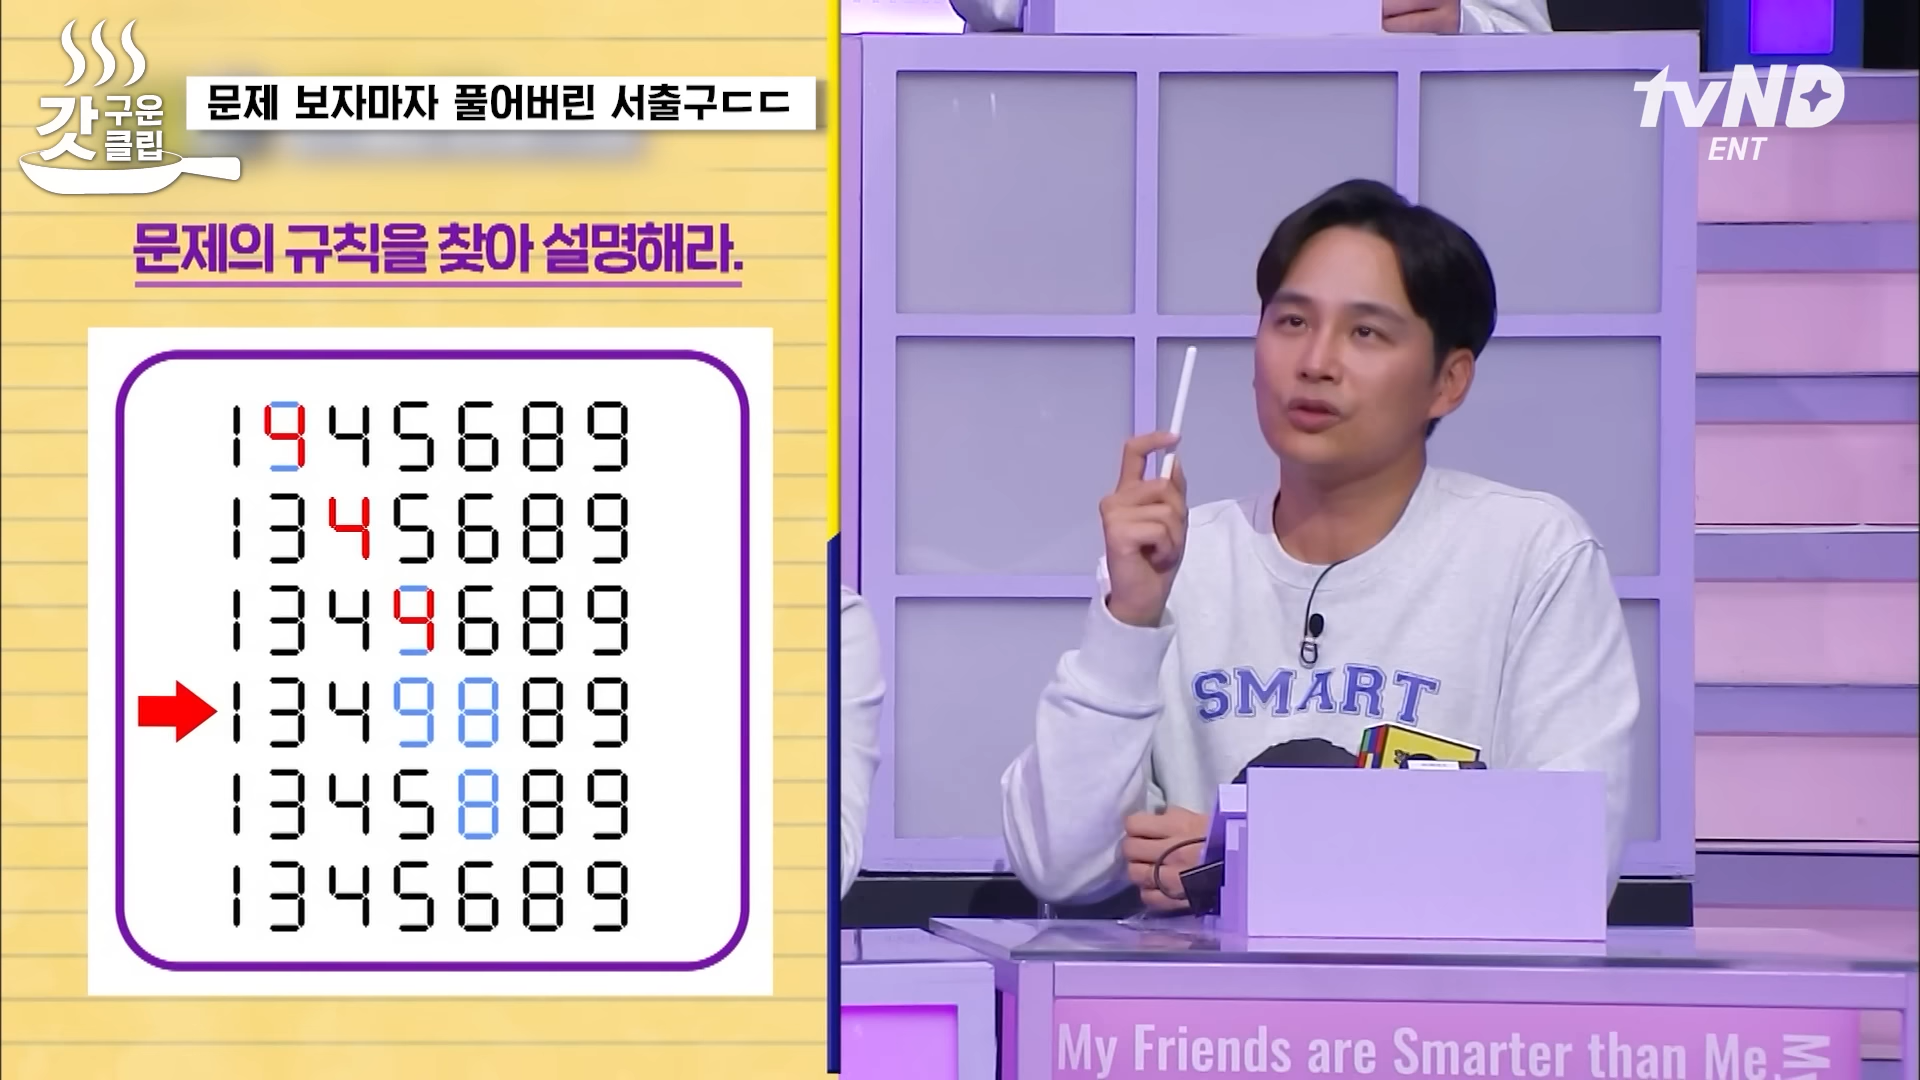 갓
구운
클립
문제 보자마자 풀어버린 서출구ㄷㄷ
tvND
ENT
문제의 규칙을 찾아 설명해라.
1945689
1345689
1349689
1349889
1345889
1345689
SMART
My Friends are Smarter than Me.
My